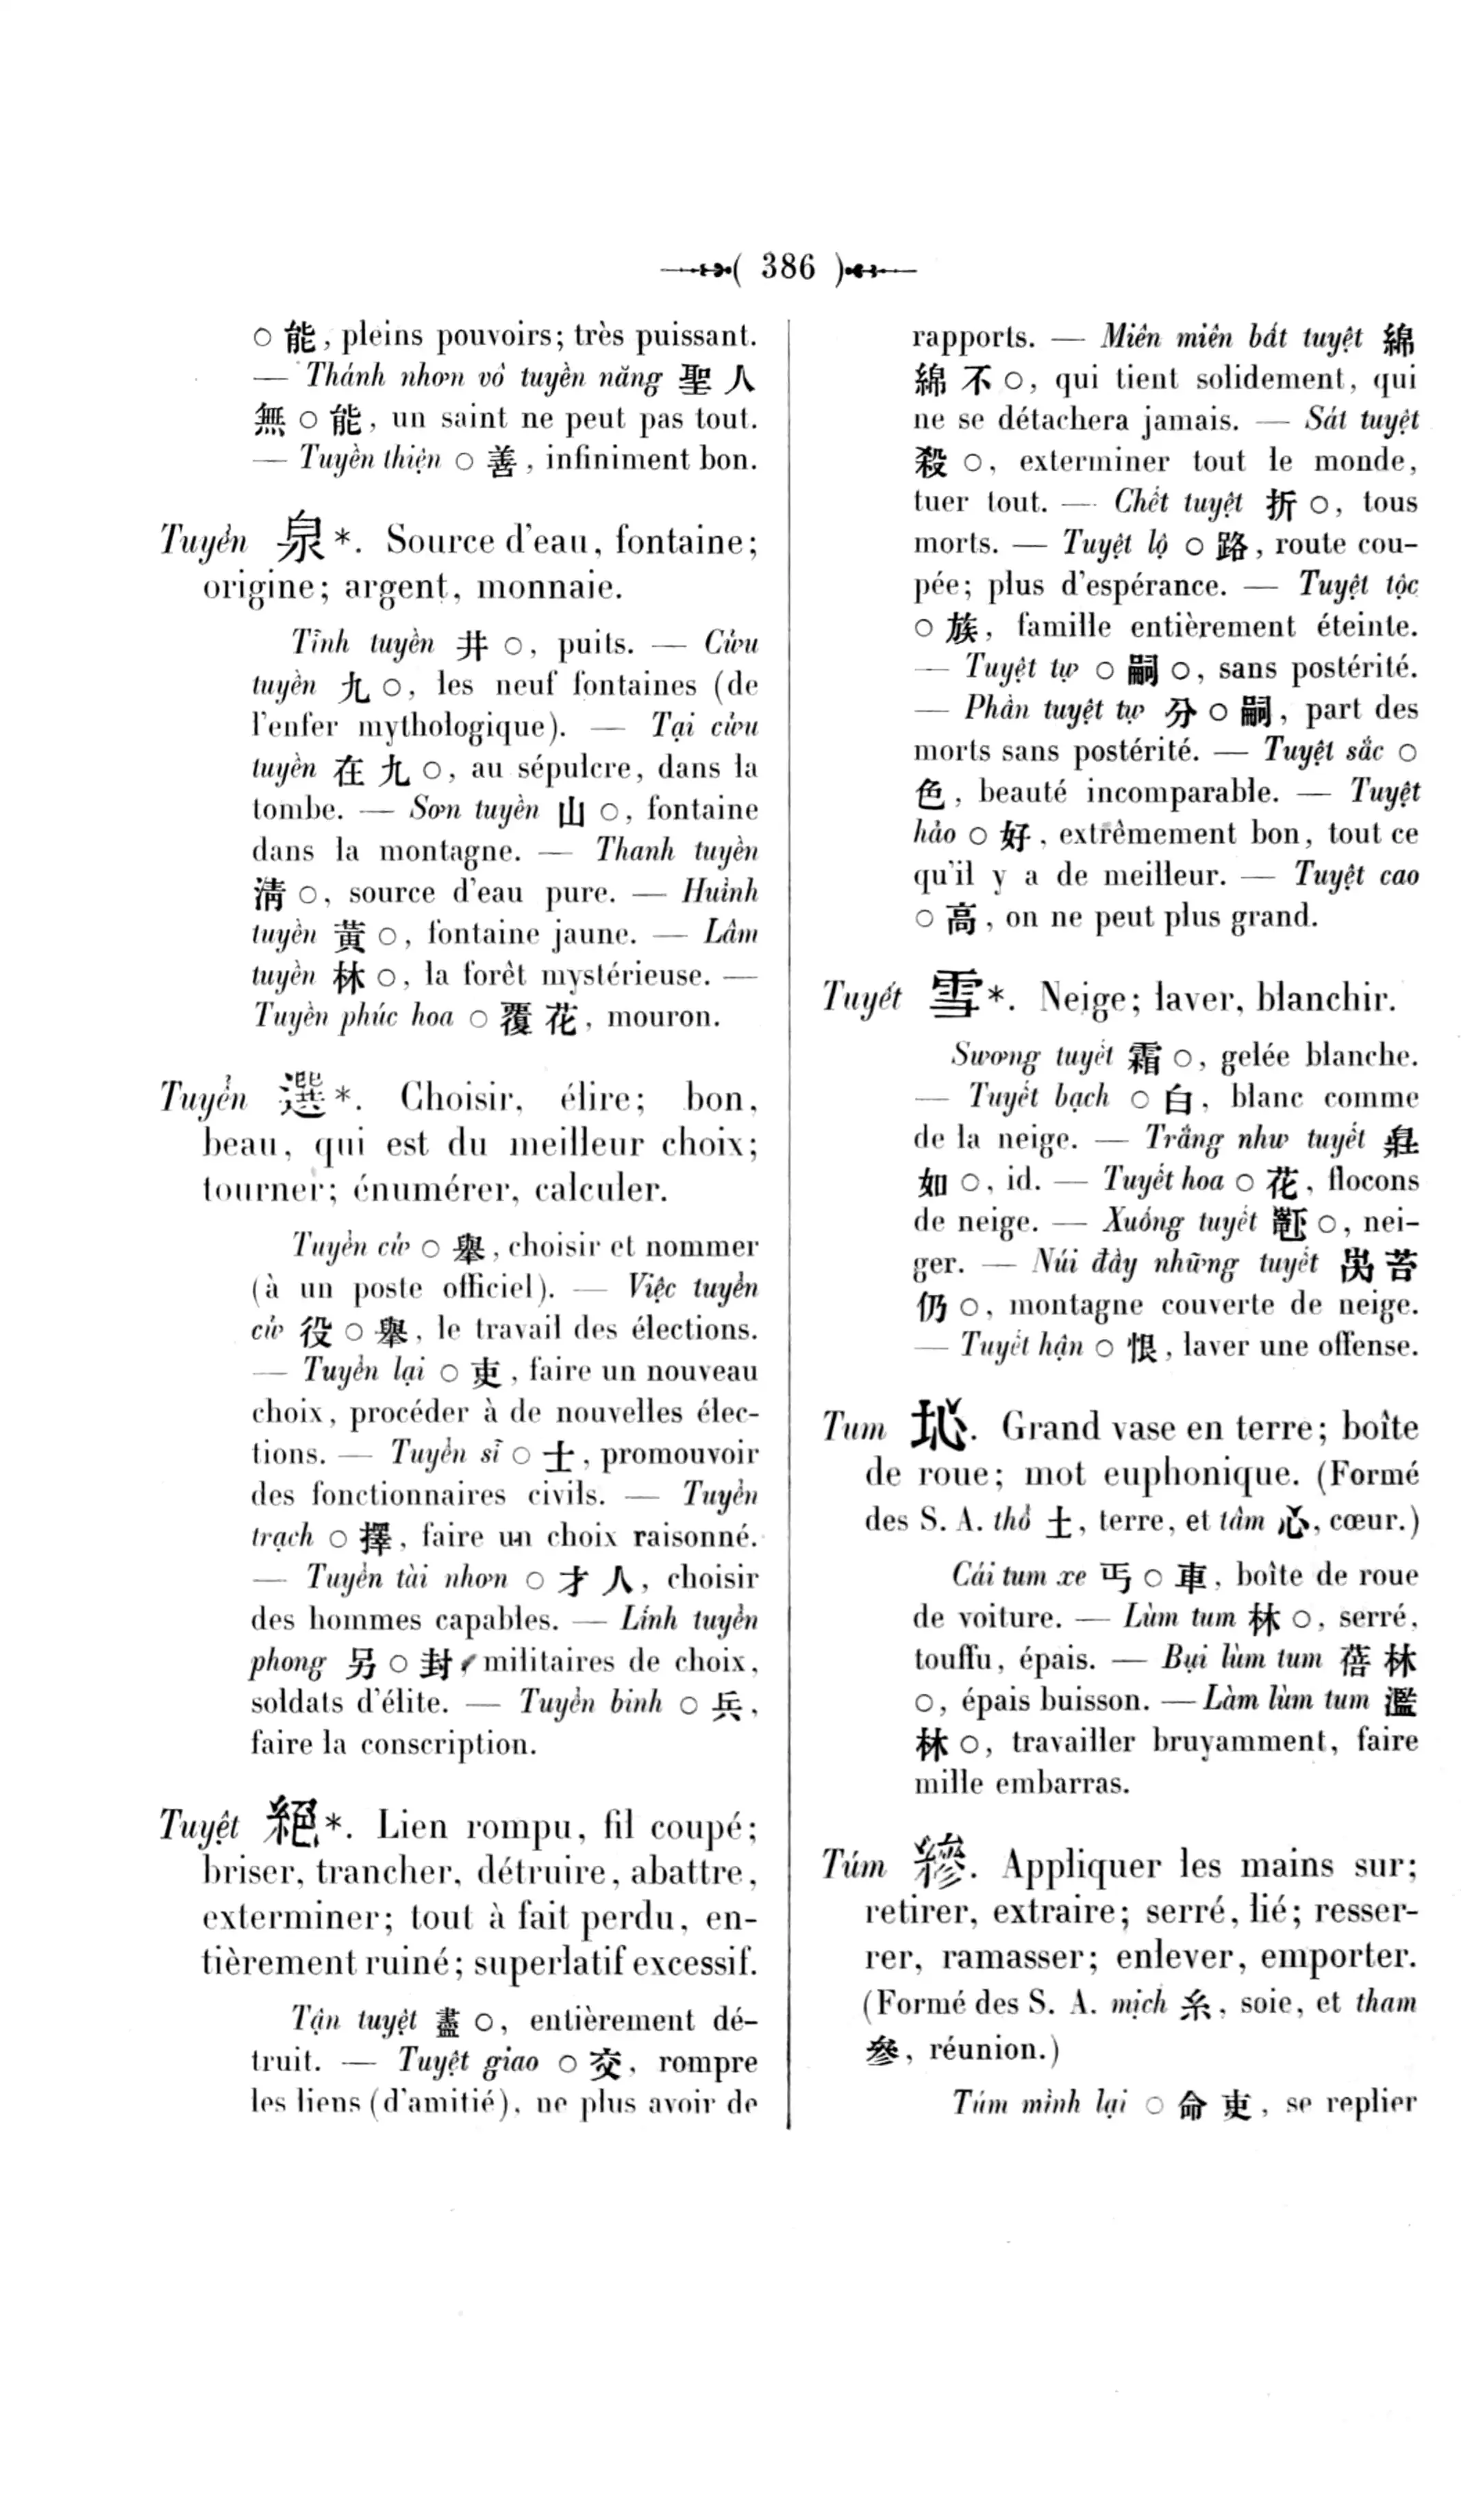 ( 386 )
○ 能, pleins pouvoirs; très puissant.
— Thánh nhơn vô tuyền năng 聖 人
無 ○ 能, un saint ne peut pas tout.
— Tuyền thiện ○ 善, infiniment bon.
Tuyền 泉*. Source d'eau, fontaine;
origine; argent, monnaie.
Tỉnh tuyền 井 ○, puits. — Cửu
tuyền 九 ○, les neuf fontaines (de
l'enfer mythologique). — Tại cửu
tuyền 在 九 ○, au sépulcre, dans la
tombe. — Sơn tuyền 山 ○, fontaine
dans la montagne. — Thanh tuyền
清 ○, source d'eau pure. — Huình
tuyền 黃 ○, fontaine jaune. — Lâm
tuyền 林 ○, la forêt mystérieuse. —
Tuyền phúc hoa ○ 覆 花, mouron.
Tuyển 選*. Choisir, élire; bon,
beau, qui est du meilleur choix;
tourner; énumérer, calculer.
Tuyển cử ○ 舉, choisir et nommer
(à un poste officiel). — Việc tuyển
cử 役 ○ 舉, le travail des élections.
— Tuyển lại ○ 吏, faire un nouveau
choix, procéder à de nouvelles élec-
tions. — Tuyển sĩ ○ 士, promouvoir
des fonctionnaires civils. — Tuyển
trạch ○ 擇, faire un choix raisonné.
— Tuyển tài nhơn ○ 才 人, choisir
des hommes capables. — Lính tuyển
phong 另 ○ 封, militaires de choix,
soldats d'élite. — Tuyển binh ○ 兵,
faire la conscription.
Tuyệt 絕*. Lien rompu, fil coupé;
briser, trancher, détruire, abattre,
exterminer; tout à fait perdu, en-
tièrement ruiné; superlatif excessif.
Tận tuyệt 盡 ○, entièrement dé-
truit. — Tuyệt giao ○ 交, rompre
les liens (d'amitié), ne plus avoir de
rapports. — Miên miên bất tuyệt 綿
綿 不 ○, qui tient solidement, qui
ne se détachera jamais. — Sát tuyệt
殺 ○, exterminer tout le monde,
tuer tout. — Chết tuyệt 折 ○, tous
morts. — Tuyệt lộ ○ 路, route cou-
pée; plus d'espérance. — Tuyệt tộc
○ 族, famille entièrement éteinte.
— Tuyệt tự ○ 嗣 ○, sans postérité.
— Phần tuyệt tự 分 ○ 嗣, part des
morts sans postérité. — Tuyệt sắc ○
色, beauté incomparable. — Tuyệt
hảo ○ 好, extrêmement bon, tout ce
qu'il y a de meilleur. — Tuyệt cao
○ 高, on ne peut plus grand.
Tuyết 雪*. Neige; laver, blanchir.
Sương tuyết 霜 ○, gelée blanche.
— Tuyết bạch ○ 白, blanc comme
de la neige. — Trắng như tuyết
如 ○, id. — Tuyết hoa ○ 花, flocons
de neige. — Xuống tuyết ○, nei-
ger. — Núi đầy những tuyết 苔
仍 ○, montagne couverte de neige.
— Tuyết hận ○ 恨, laver une offense.
Tum. Grand vase en terre; boîte
de roue; mot euphonique. (Formé
des S. A. thổ 土, terre, et tâm 心, cœur.)
Cái tum xe 丐 ○ 車, boîte de roue
de voiture. — Lùm tum 林 ○, serré,
touffu, épais. — Bụi lùm tum 蓓 林
○, épais buisson. — Làm lùm tum 濫
林 ○, travailler bruyamment, faire
mille embarras.
Túm 縿. Appliquer les mains sur;
retirer, extraire; serré, lié; resser-
rer, ramasser; enlever, emporter.
(Formé des S. A. mịch 糸, soie, et tham
參, réunion.)
Túm mình lại ○ 命 吏, se replier